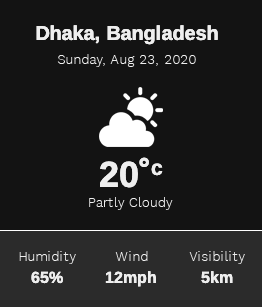 Dhaka, Bangladesh
Sunday, Aug 23, 2020
20°c
Partly Cloudy
Humidity Wind Visibility
65% 12mph 5km